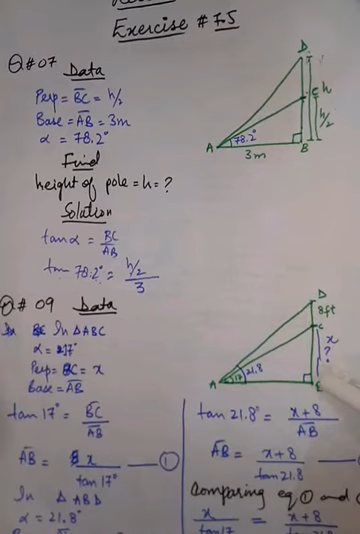 Exercise # 7.5
Q # 07 Data
Perp = BC = h/2
Base = AB = 3m
α = 78.2°
Find
height of pole = h = ?
Solution
tan α = BC/AB
tan 78.2° = (h/2)/3
D
C
h
h/2
A
78.2°
B
3m
Q # 09 Data
In ΔABC
α = 17°
Perp = BC = x
Base = AB
D
8ft
C
x
?
A
17
21.8
tan 17° = BC/AB
AB = x/tan 17° — ①
In Δ ABD
α = 21.8°
tan 21.8° = (x+8)/AB
AB = (x+8)/tan 21.8 —
Comparing eq ① and
x/tan 17 = (x+8)/